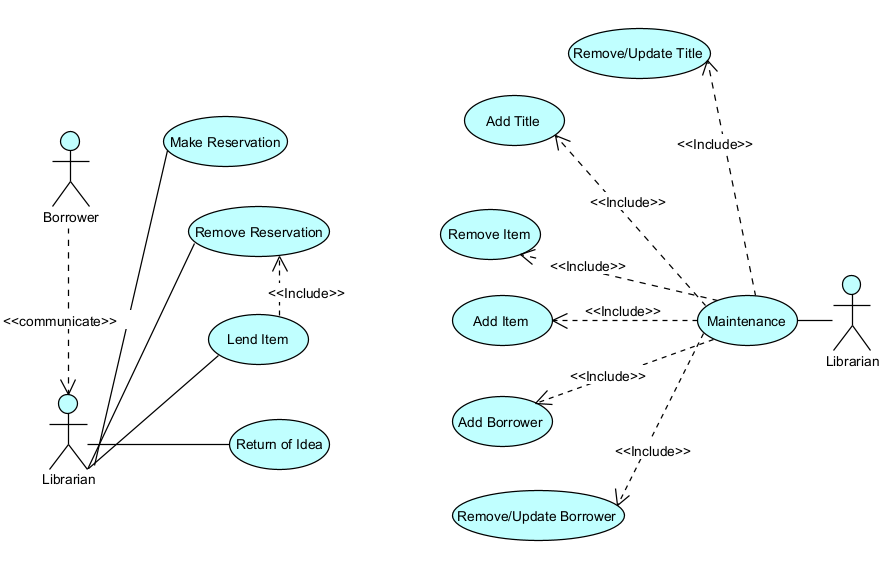 Remove/Update Title
Add Title
Make Reservation
<<Include>>
<<Include>>
Borrower
Remove Reservation
Remove Item
<<Include>>
<<Include>>
<<Include>>
<<communicate>>
Add Item
Maintenance
Lend Item
Librarian
<<Include>>
Add Borrower
Return of Idea
<<Include>>
Librarian
Remove/Update Borrower